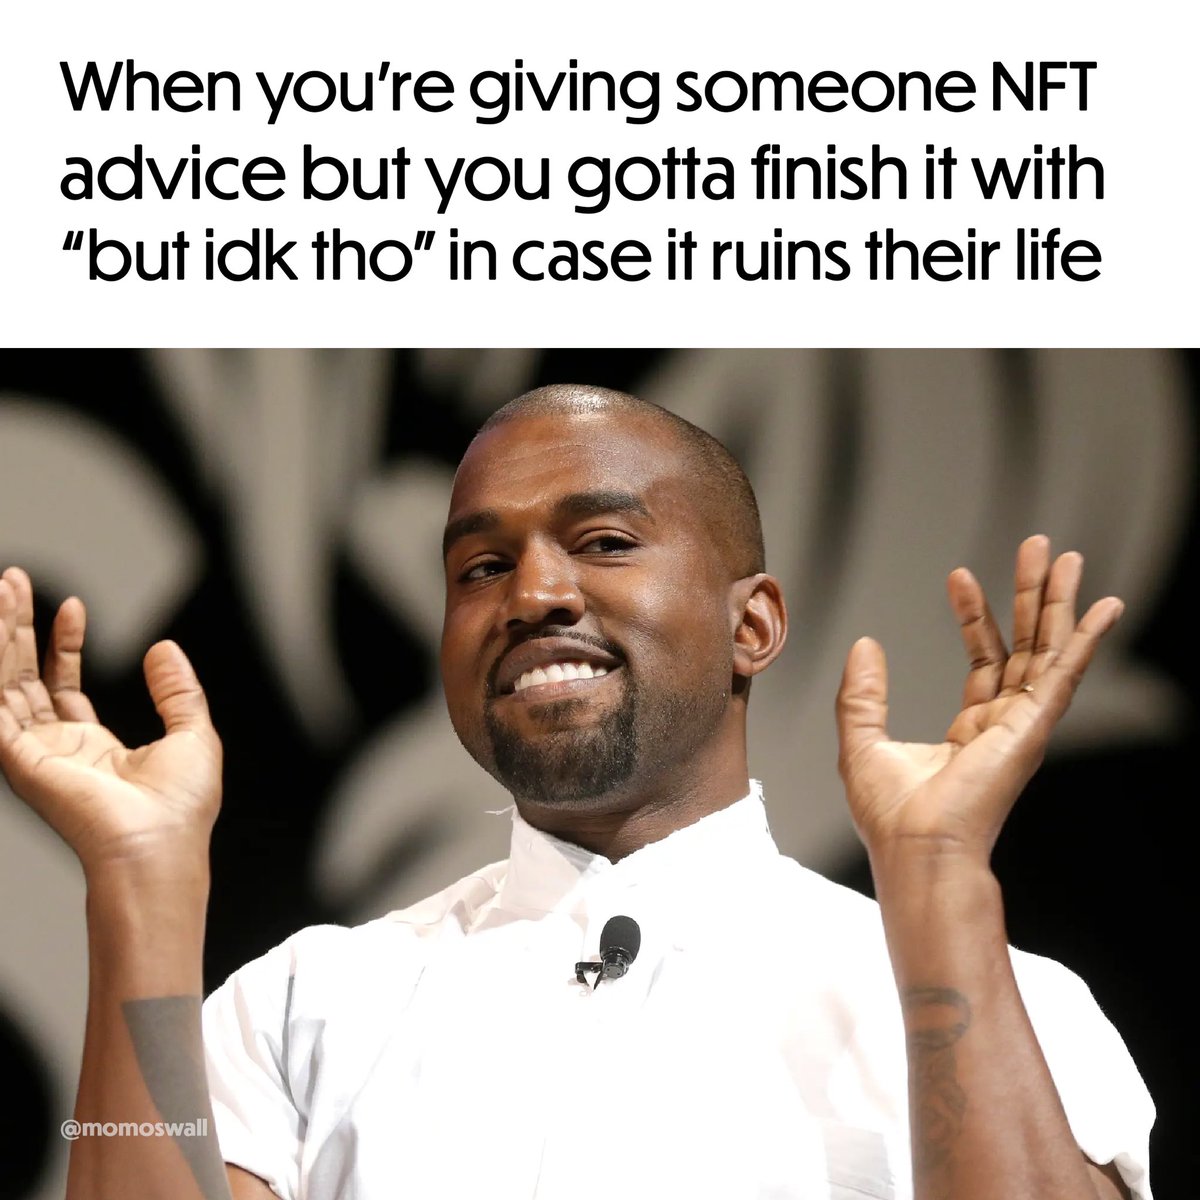 When you’re giving someone NFT
advice but you gotta finish it with
“but idk tho” in case it ruins their life
@momoswall